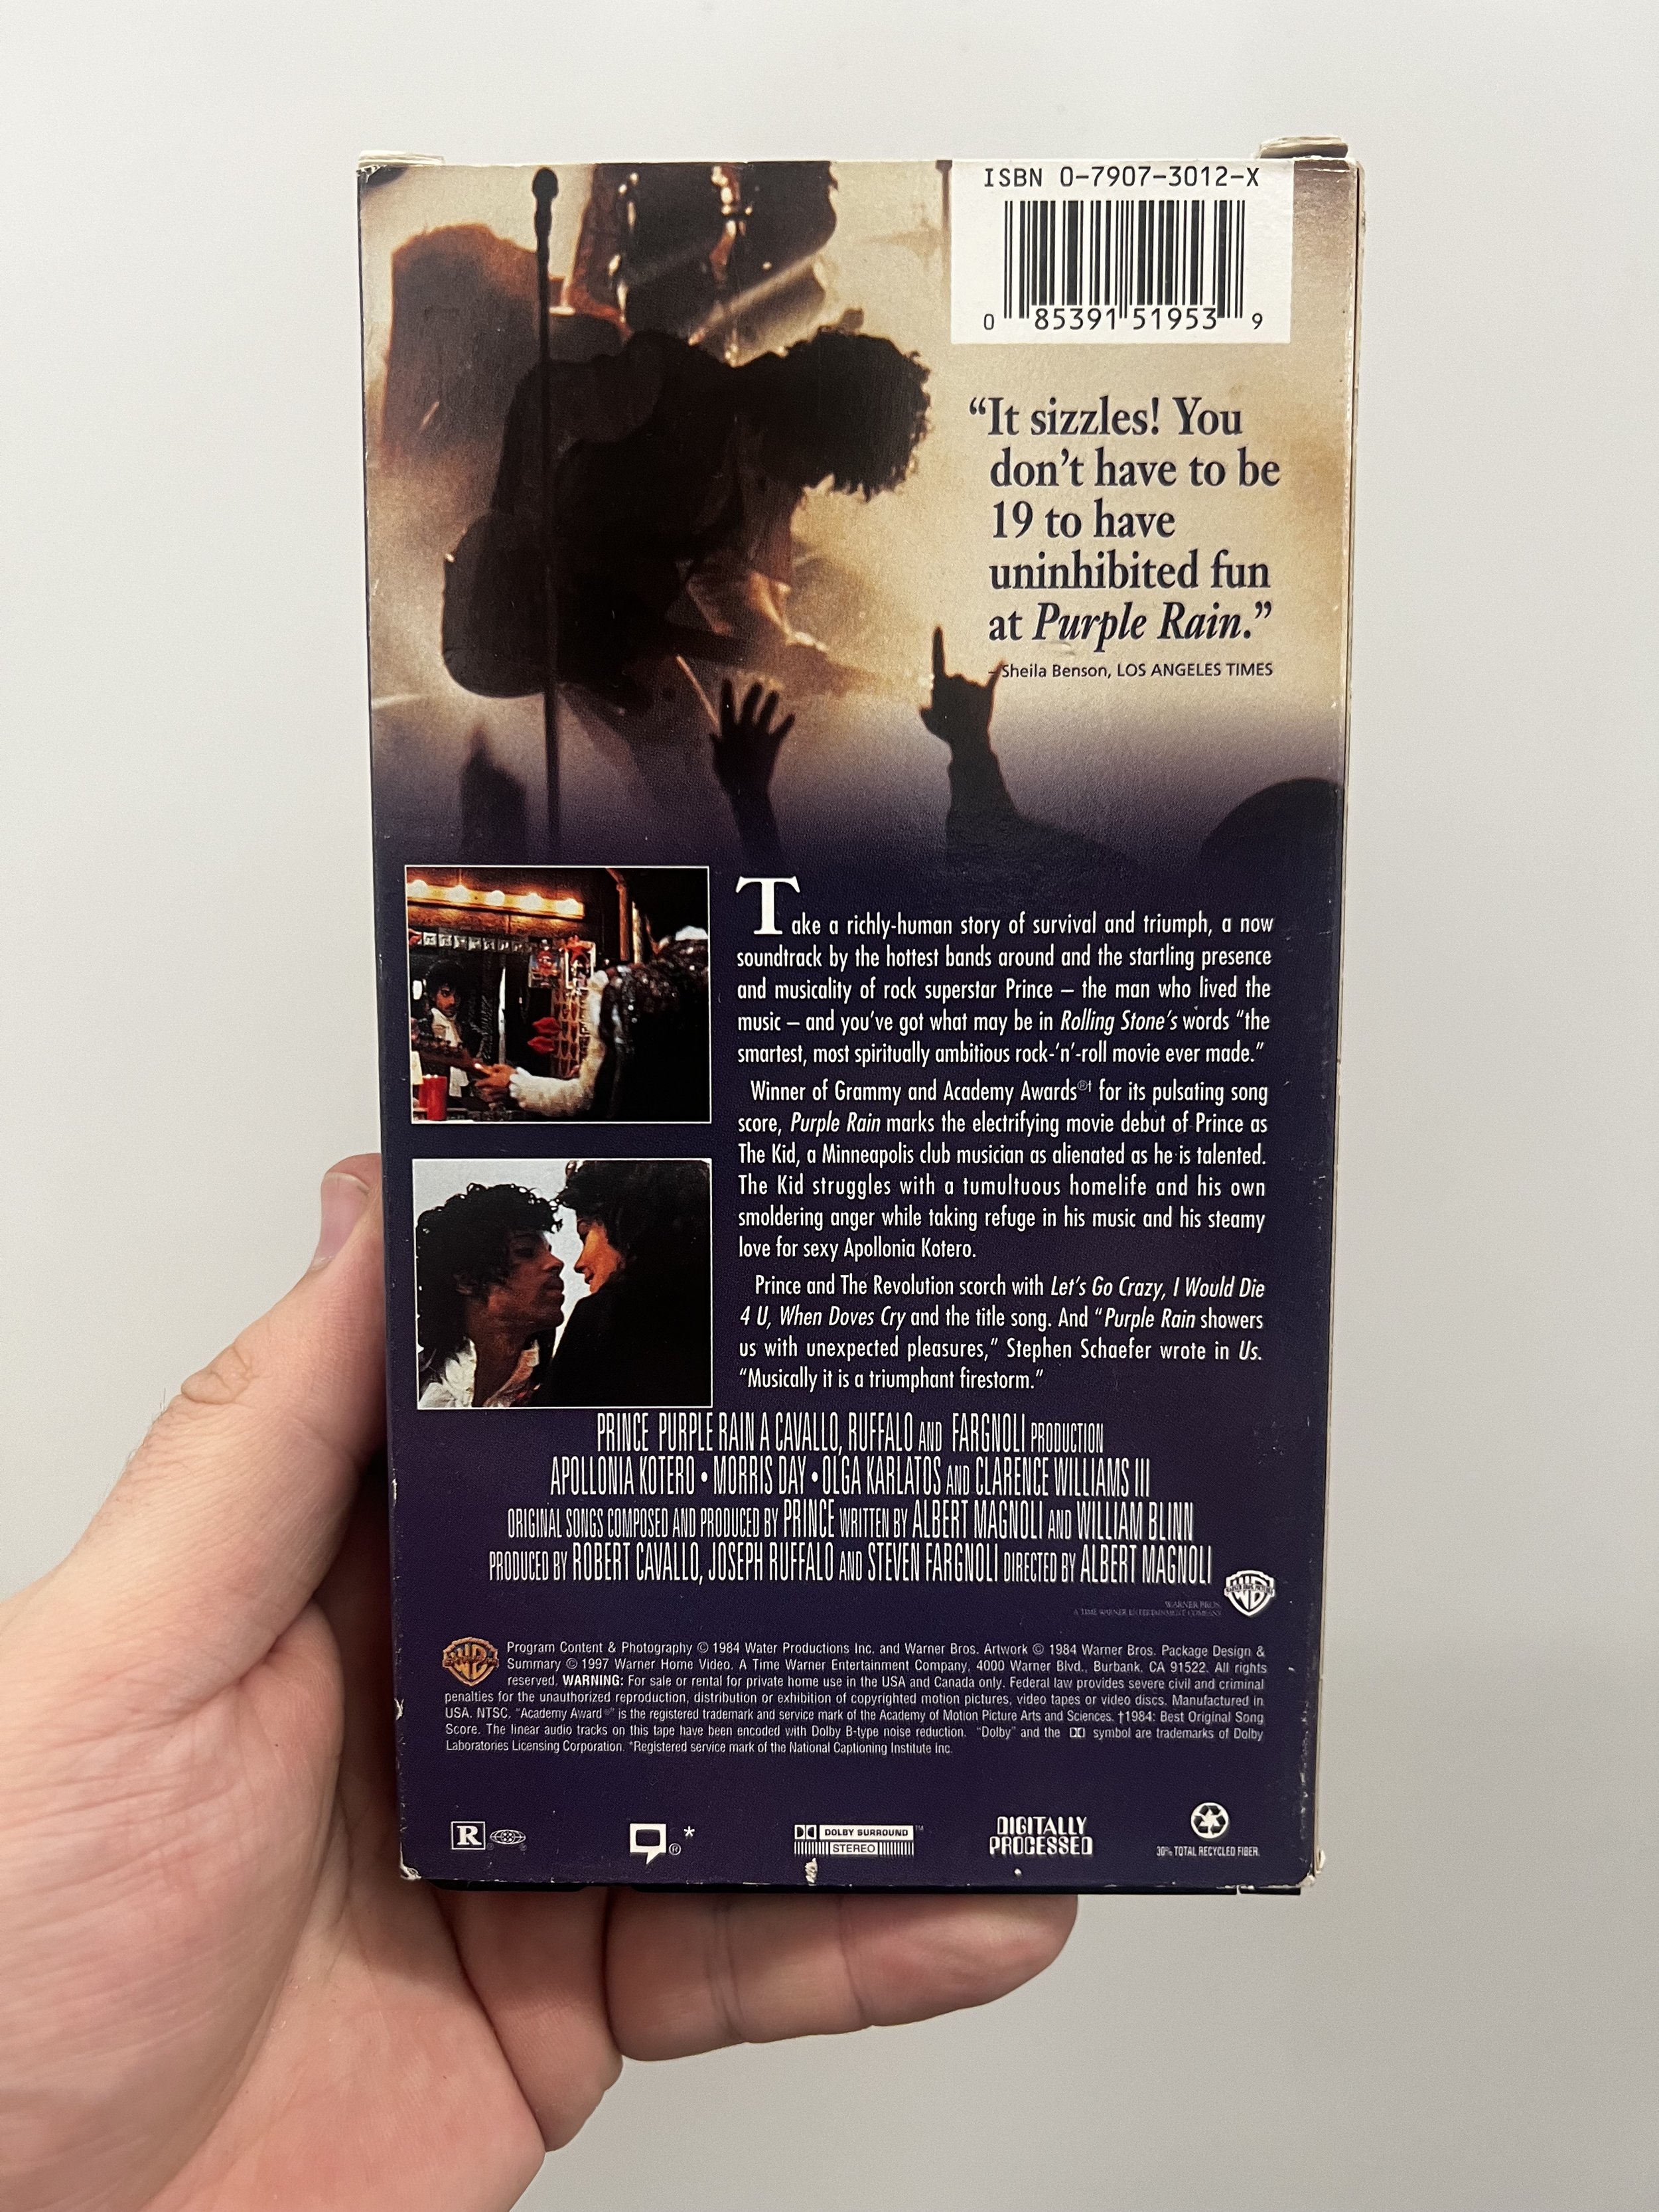 ISBN 0-7907-3012-X
0 85391 51953 9
“It sizzles! You
don’t have to be
19 to have
uninhibited fun
at Purple Rain.”
–Sheila Benson, LOS ANGELES TIMES
Take a richly-human story of survival and triumph, a now
soundtrack by the hottest bands around and the startling presence
and musicality of rock superstar Prince – the man who lived the
music – and you’ve got what may be in Rolling Stone’s words “the
smartest, most spiritually ambitious rock-‘n’-roll movie ever made.”
Winner of Grammy and Academy Awards®† for its pulsating song
score, Purple Rain marks the electrifying movie debut of Prince as
The Kid, a Minneapolis club musician as alienated as he is talented.
The Kid struggles with a tumultuous homelife and his own
smoldering anger while taking refuge in his music and his steamy
love for sexy Apollonia Kotero.
Prince and The Revolution scorch with Let’s Go Crazy, I Would Die
4 U, When Doves Cry and the title song. And “Purple Rain showers
us with unexpected pleasures,” Stephen Schaefer wrote in Us.
“Musically it is a triumphant firestorm.”
PRINCE PURPLE RAIN A CAVALLO, RUFFALO AND FARGNOLI PRODUCTION
APOLLONIA KOTERO • MORRIS DAY • OLGA KARLATOS AND CLARENCE WILLIAMS III
ORIGINAL SONGS COMPOSED AND PRODUCED BY PRINCE WRITTEN BY ALBERT MAGNOLI AND WILLIAM BLINN
PRODUCED BY ROBERT CAVALLO, JOSEPH RUFFALO AND STEVEN FARGNOLI DIRECTED BY ALBERT MAGNOLI
WARNER BROS.
A TIME WARNER ENTERTAINMENT COMPANY
Program Content & Photography © 1984 Water Productions Inc. and Warner Bros. Artwork © 1984 Warner Bros. Package Design &
Summary © 1997 Warner Home Video. A Time Warner Entertainment Company, 4000 Warner Blvd., Burbank. CA 91522. All rights
reserved. WARNING: For sale or rental for private home use in the USA and Canada only. Federal law provides severe civil and criminal
penalties for the unauthorized reproduction, distribution or exhibition of copyrighted motion pictures, video tapes or video discs. Manufactured in
USA. NTSC. “Academy Award®” is the registered trademark and service mark of the Academy of Motion Picture Arts and Sciences. †1984: Best Original Song
Score. The linear audio tracks on this tape have been encoded with Dolby B-type noise reduction. “Dolby” and the symbol are trademarks of Dolby
Laboratories Licensing Corporation. *Registered service mark of the National Captioning Institute Inc.
R ® *
DOLBY SURROUND™
STEREO
DIGITALLY
PROCESSED
30% TOTAL RECYCLED FIBER.